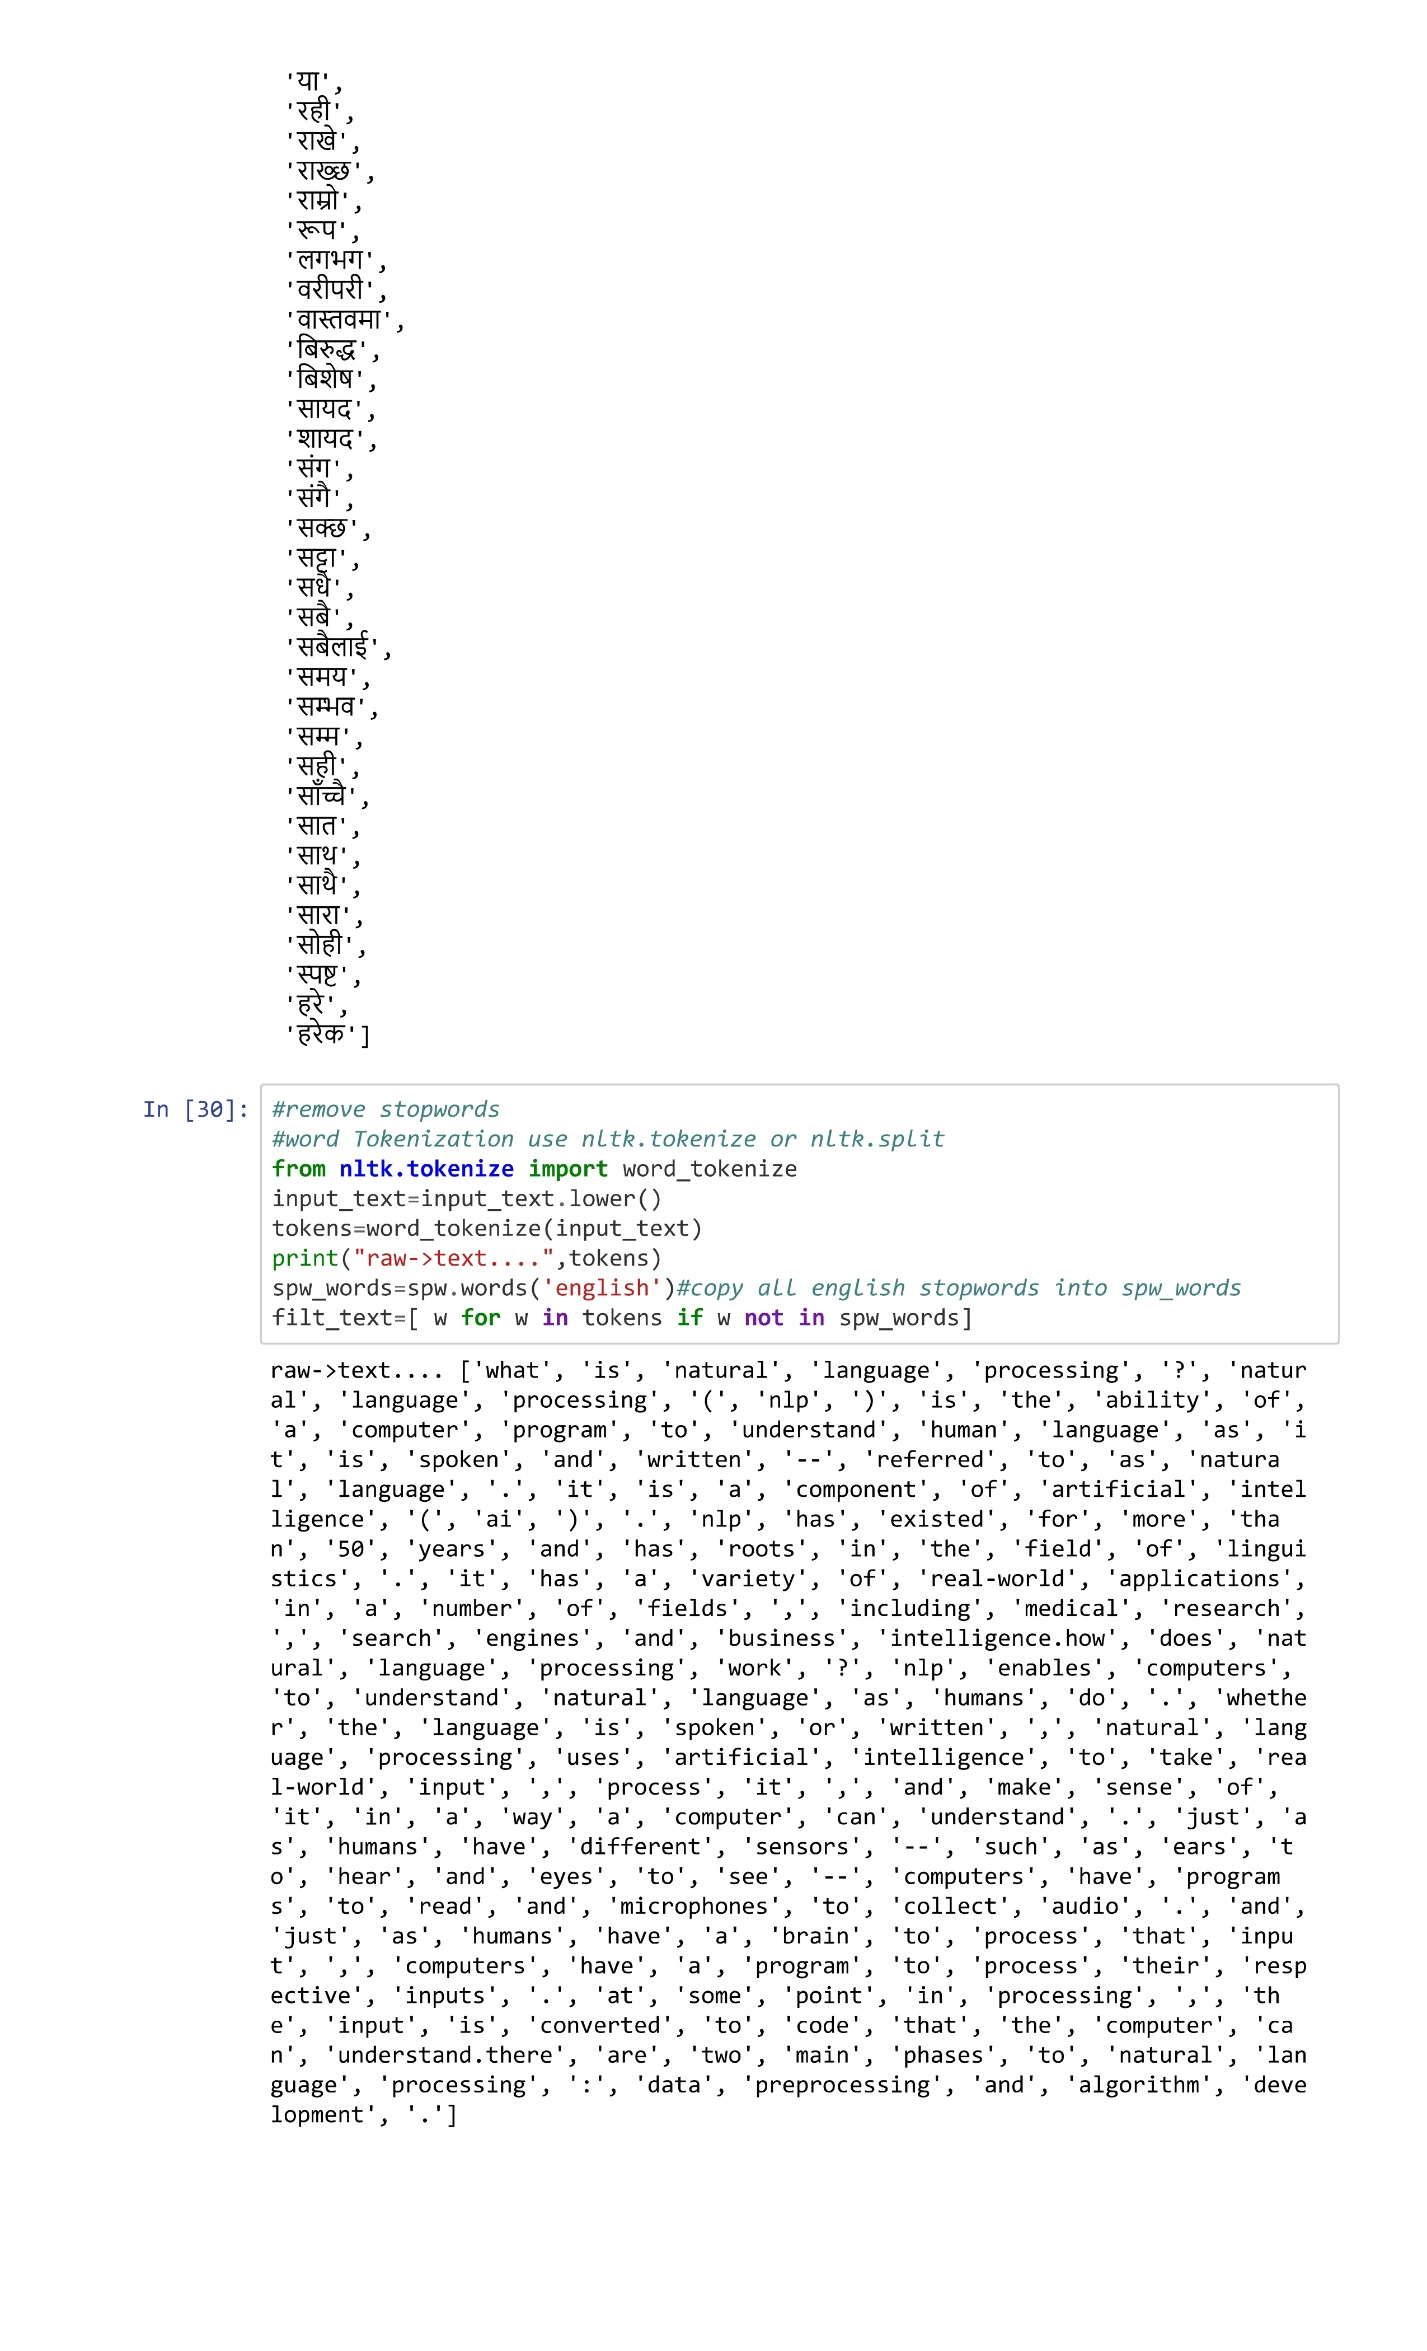 'या',
'रही',
'राखे',
'राख्छ',
'राम्रो',
'रूप',
'लगभग',
'वरीपरी',
'वास्तवमा',
'बिरुद्ध',
'बिशेष',
'सायद',
'शायद',
'संग',
'संगै',
'सक्छ',
'सट्टा',
'सधै',
'सबै',
'सबैलाई',
'समय',
'सम्भव',
'सम्म',
'सही',
'साँच्चै',
'सात',
'साथ',
'साथै',
'सारा',
'सोही',
'स्पष्ट',
'हरे',
'हरेक']
In [30]: #remove stopwords
#word Tokenization use nltk.tokenize or nltk.split
from nltk.tokenize import word_tokenize
input_text=input_text.lower()
tokens=word_tokenize(input_text)
print("raw->text....",tokens)
spw_words=spw.words('english')#copy all english stopwords into spw_words
filt_text=[ w for w in tokens if w not in spw_words]
raw->text.... ['what', 'is', 'natural', 'language', 'processing', '?', 'natur
al', 'language', 'processing', '(', 'nlp', ')', 'is', 'the', 'ability', 'of',
'a', 'computer', 'program', 'to', 'understand', 'human', 'language', 'as', 'i
t', 'is', 'spoken', 'and', 'written', '--', 'referred', 'to', 'as', 'natura
l', 'language', '.', 'it', 'is', 'a', 'component', 'of', 'artificial', 'intel
ligence', '(', 'ai', ')', '.', 'nlp', 'has', 'existed', 'for', 'more', 'tha
n', '50', 'years', 'and', 'has', 'roots', 'in', 'the', 'field', 'of', 'lingui
stics', '.', 'it', 'has', 'a', 'variety', 'of', 'real-world', 'applications',
'in', 'a', 'number', 'of', 'fields', ',', 'including', 'medical', 'research',
',', 'search', 'engines', 'and', 'business', 'intelligence.how', 'does', 'nat
ural', 'language', 'processing', 'work', '?', 'nlp', 'enables', 'computers',
'to', 'understand', 'natural', 'language', 'as', 'humans', 'do', '.', 'whethe
r', 'the', 'language', 'is', 'spoken', 'or', 'written', ',', 'natural', 'lang
uage', 'processing', 'uses', 'artificial', 'intelligence', 'to', 'take', 'rea
l-world', 'input', ',', 'process', 'it', ',', 'and', 'make', 'sense', 'of',
'it', 'in', 'a', 'way', 'a', 'computer', 'can', 'understand', '.', 'just', 'a
s', 'humans', 'have', 'different', 'sensors', '--', 'such', 'as', 'ears', 't
o', 'hear', 'and', 'eyes', 'to', 'see', '--', 'computers', 'have', 'program
s', 'to', 'read', 'and', 'microphones', 'to', 'collect', 'audio', '.', 'and',
'just', 'as', 'humans', 'have', 'a', 'brain', 'to', 'process', 'that', 'inpu
t', ',', 'computers', 'have', 'a', 'program', 'to', 'process', 'their', 'resp
ective', 'inputs', '.', 'at', 'some', 'point', 'in', 'processing', ',', 'th
e', 'input', 'is', 'converted', 'to', 'code', 'that', 'the', 'computer', 'ca
n', 'understand.there', 'are', 'two', 'main', 'phases', 'to', 'natural', 'lan
guage', 'processing', ':', 'data', 'preprocessing', 'and', 'algorithm', 'deve
lopment', '.']